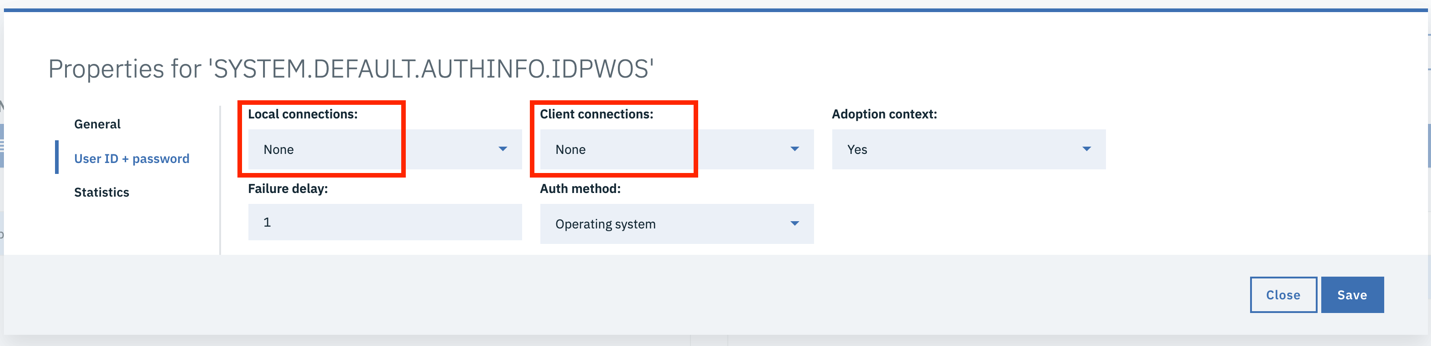 Properties for 'SYSTEM.DEFAULT.AUTHINFO.IDPWOS'
General
User ID + password
Statistics
Local connections:
None
Client connections:
None
Adoption context:
Yes
Failure delay:
1
Auth method:
Operating system
Close
Save